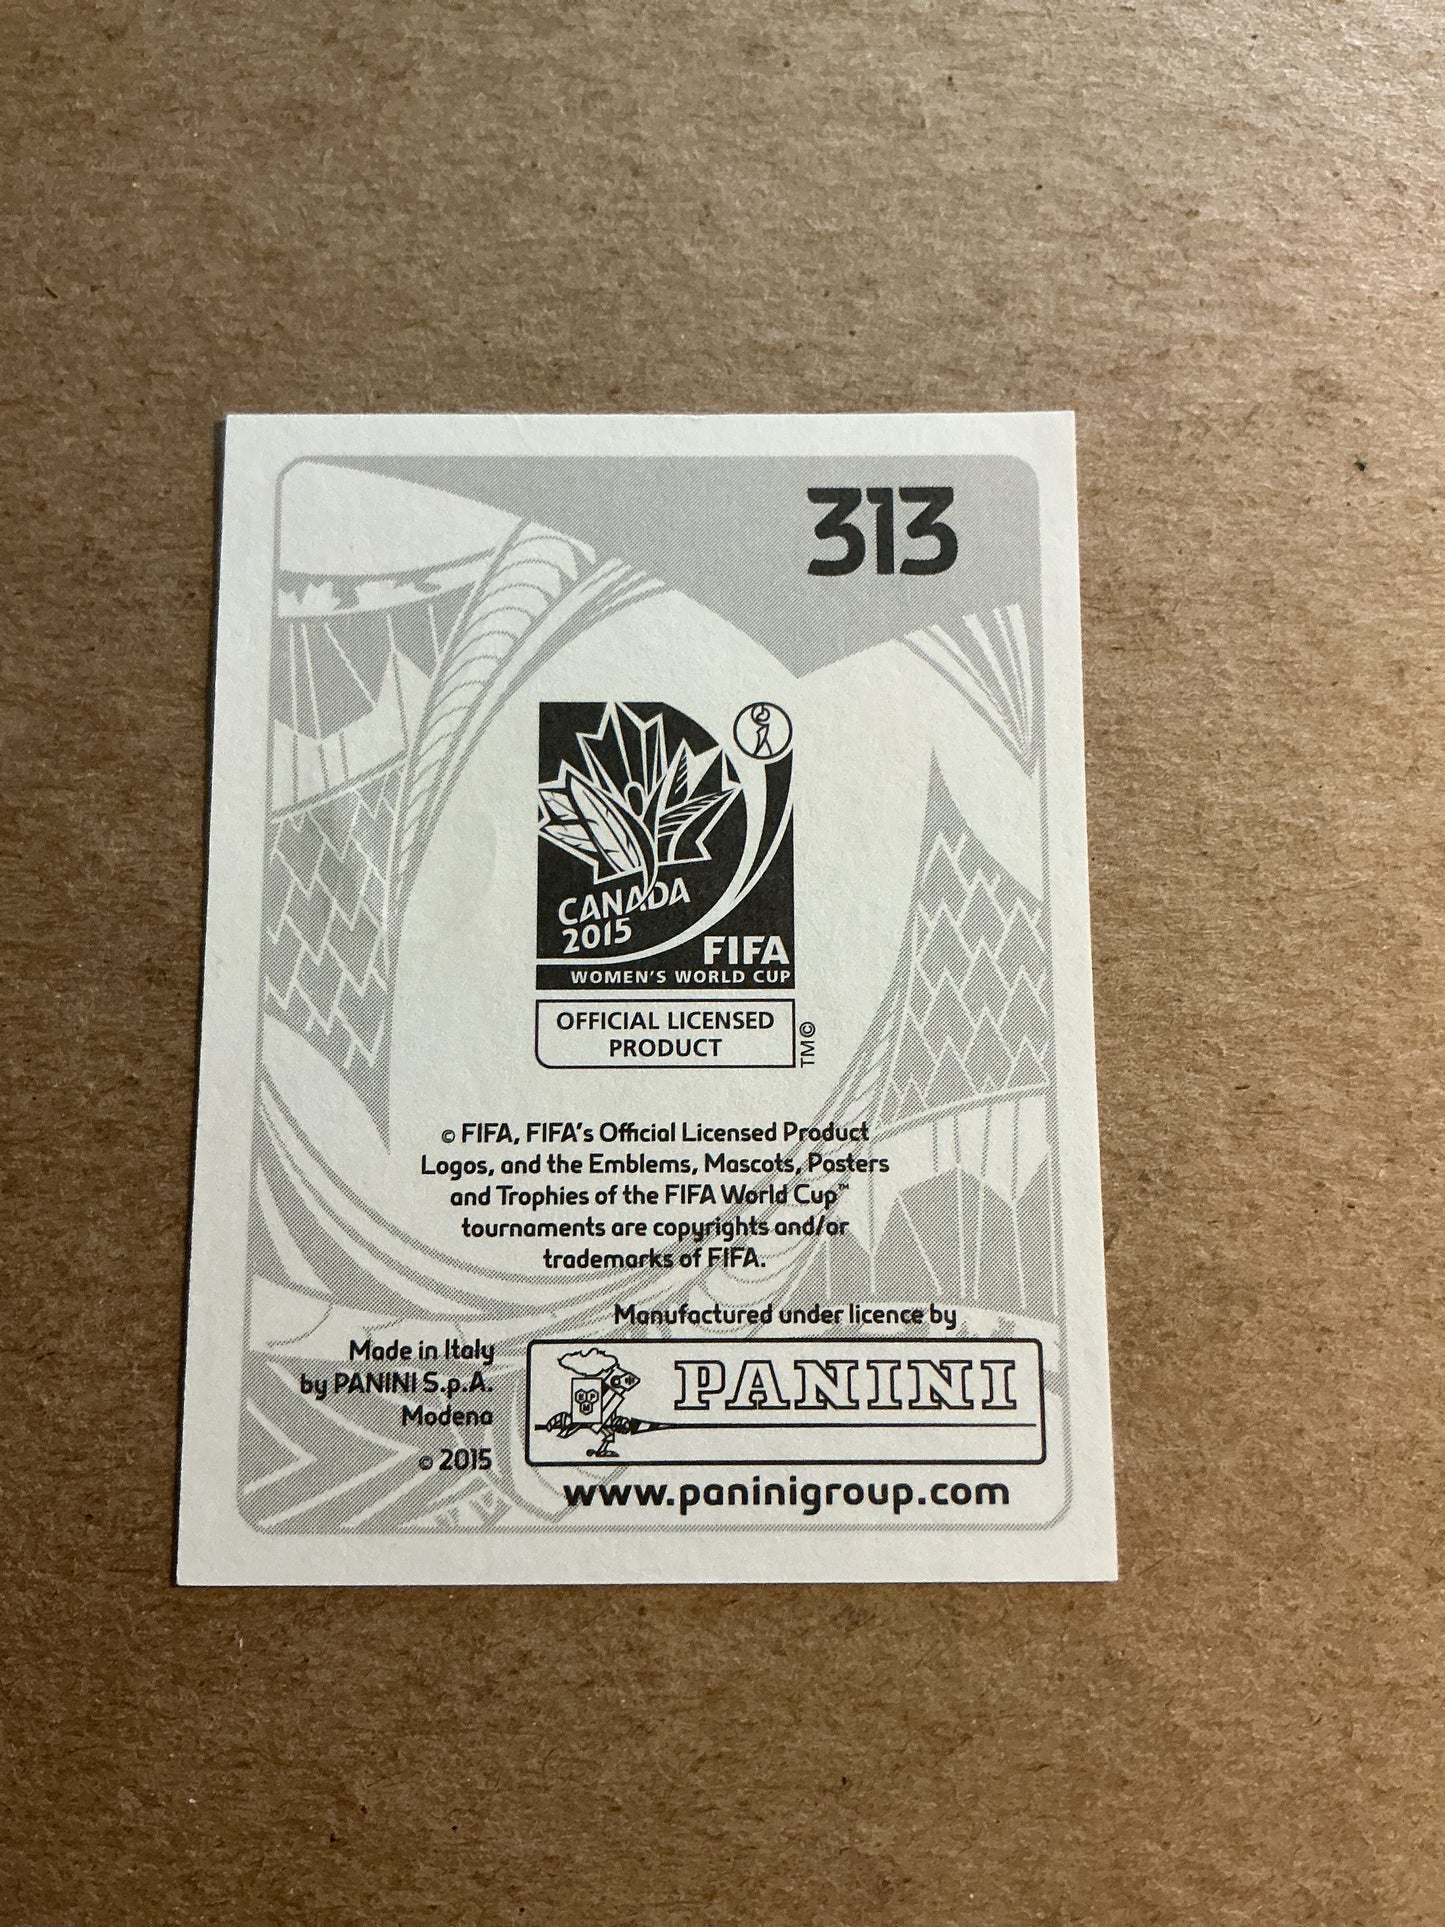 313
CANADA
2015
FIFA
WOMEN'S WORLD CUP
OFFICIAL LICENSED
PRODUCT
TM©
© FIFA, FIFA's Official Licensed Product
Logos, and the Emblems, Mascots, Posters
and Trophies of the FIFA World Cup™
tournaments are copyrights and/or
trademarks of FIFA.
Manufactured under licence by
Made in Italy
by PANINI S.p.A.
Modena
© 2015
PANINI
www.paninigroup.com